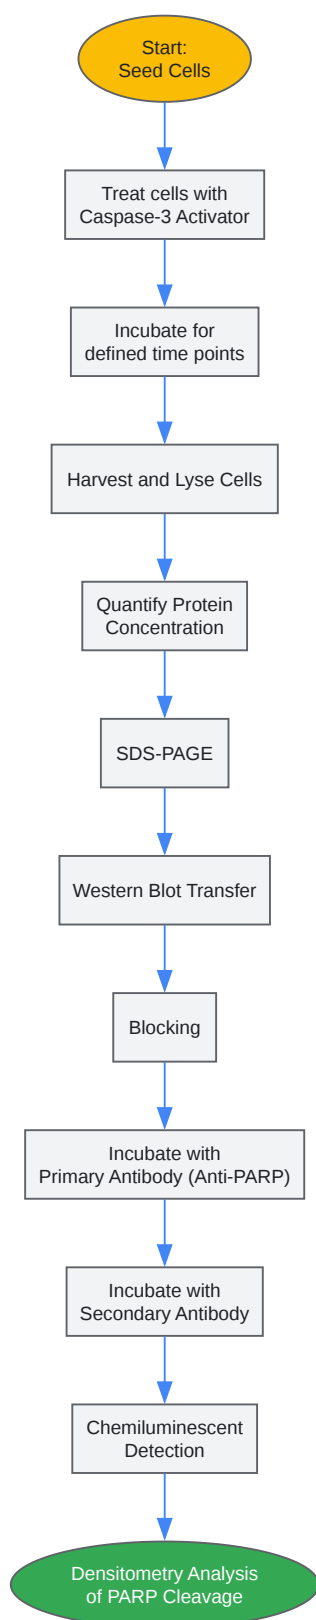 Start:
Seed Cells
Treat cells with
Caspase-3 Activator
Incubate for
defined time points
Harvest and Lyse Cells
Quantify Protein
Concentration
SDS-PAGE
Western Blot Transfer
Blocking
Incubate with
Primary Antibody (Anti-PARP)
Incubate with
Secondary Antibody
Chemiluminescent
Detection
Densitometry Analysis
of PARP Cleavage